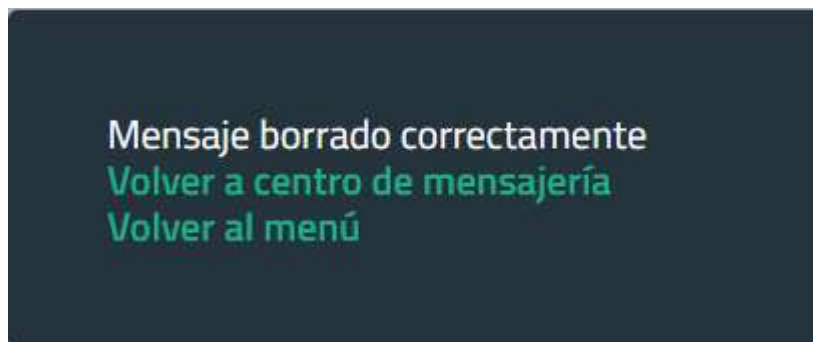 Mensaje borrado correctamente
Volver a centro de mensajería
Volver al menú